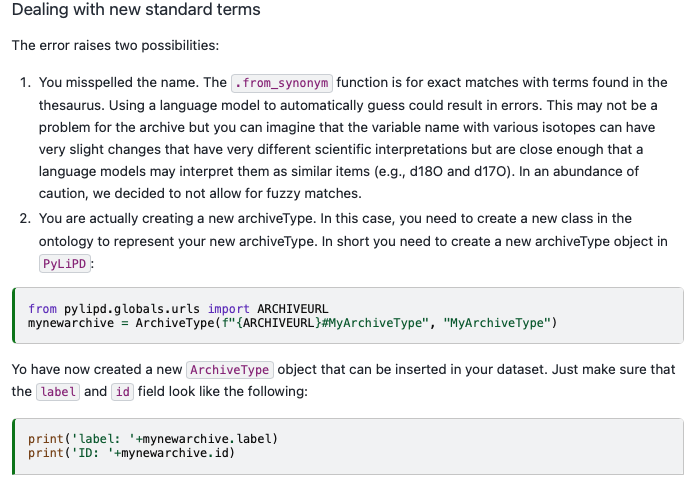 Dealing with new standard terms
The error raises two possibilities:
1. You misspelled the name. The .from_synonym function is for exact matches with terms found in the
thesaurus. Using a language model to automatically guess could result in errors. This may not be a
problem for the archive but you can imagine that the variable name with various isotopes can have
very slight changes that have very different scientific interpretations but are close enough that a
language models may interpret them as similar items (e.g., d18O and d17O). In an abundance of
caution, we decided to not allow for fuzzy matches.
2. You are actually creating a new archiveType. In this case, you need to create a new class in the
ontology to represent your new archiveType. In short you need to create a new archiveType object in
PyLiPD:
from pylipd.globals.urls import ARCHIVEURL
mynewarchive = ArchiveType(f"{ARCHIVEURL}#MyArchiveType", "MyArchiveType")
Yo have now created a new ArchiveType object that can be inserted in your dataset. Just make sure that
the label and id field look like the following:
print('label: '+mynewarchive.label)
print('ID: '+mynewarchive.id)